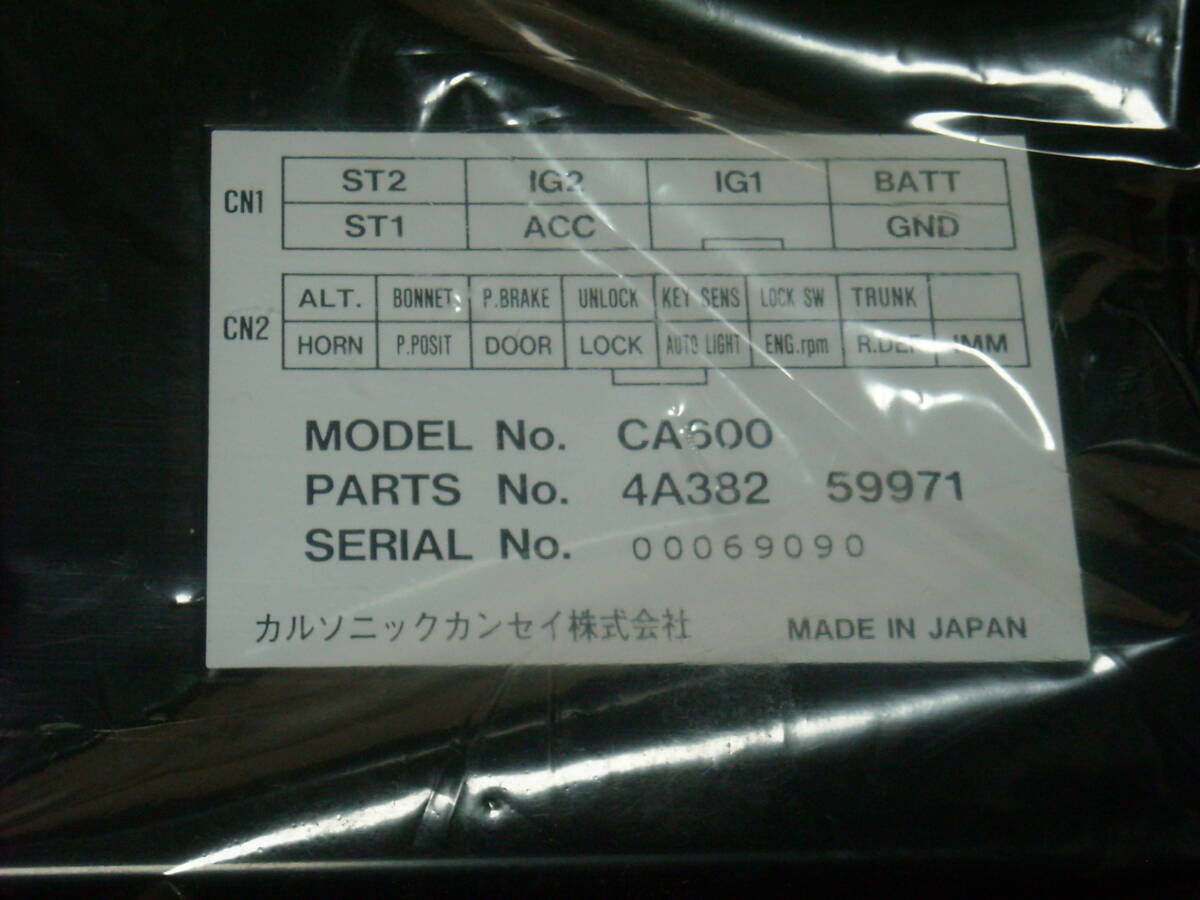 CN1
ST2 IG2 IG1 BATT
ST1 ACC GND
CN2
ALT. BONNET P.BRAKE UNLOCK KEY SENS LOCK SW TRUNK
HORN P.POSIT DOOR LOCK AUTO LIGHT ENG.rpm R.DEF IMM
MODEL No. CA600
PARTS No. 4A382 59971
SERIAL No. 00069090
カルソニックカンセイ株式会社 MADE IN JAPAN